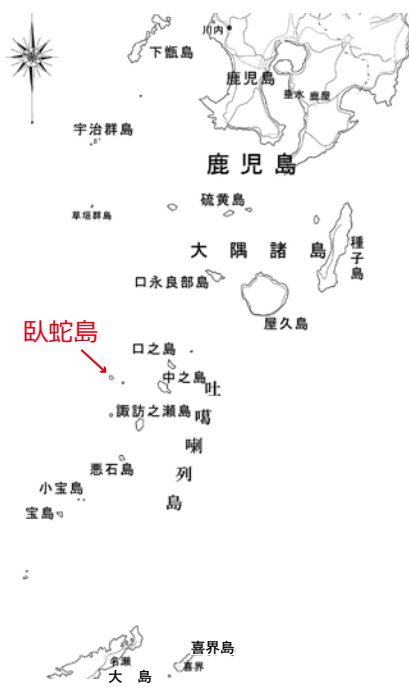 下甑島
川内
鹿児島
垂水
鹿屋
宇治群島
鹿児島
硫黄島
草垣群島
種子島
大隅諸島
口永良部島
屋久島
臥蛇島
口之島
中之島
吐噶喇列島
諏訪之瀬島
悪石島
小宝島
宝島
喜界島
名瀬
喜界
大島